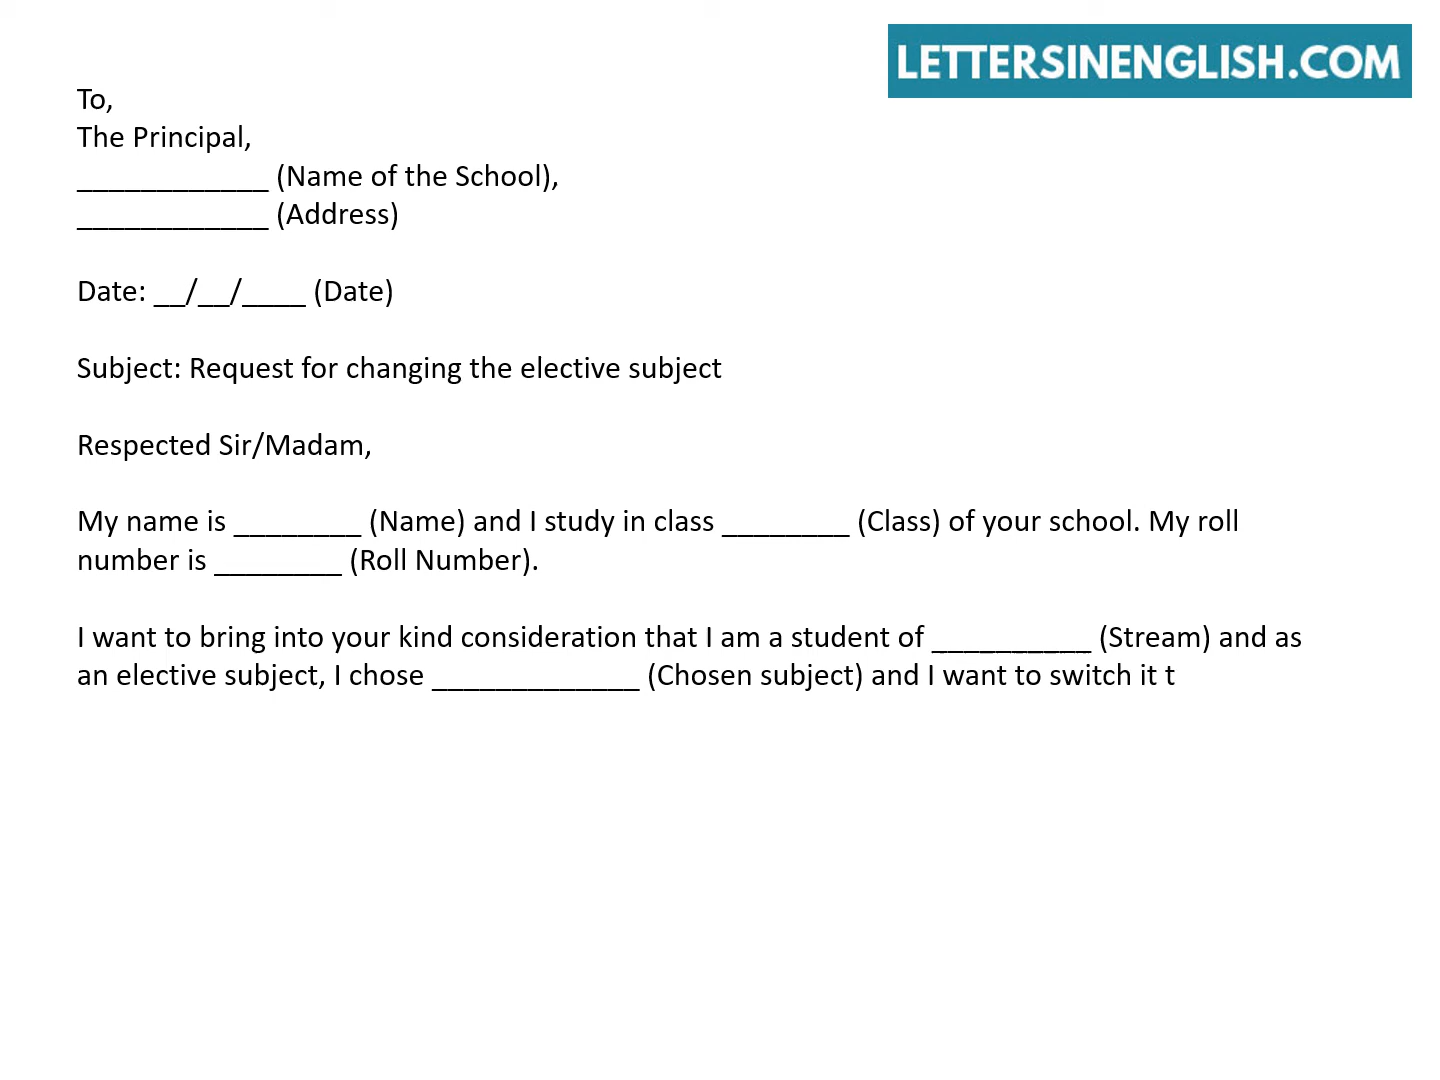 LETTERSINENGLISH.COM
To,
The Principal,
____________ (Name of the School),
____________ (Address)
Date: __/__/____ (Date)
Subject: Request for changing the elective subject
Respected Sir/Madam,
My name is ________ (Name) and I study in class ________ (Class) of your school. My roll
number is ________ (Roll Number).
I want to bring into your kind consideration that I am a student of __________ (Stream) and as
an elective subject, I chose _____________ (Chosen subject) and I want to switch it t